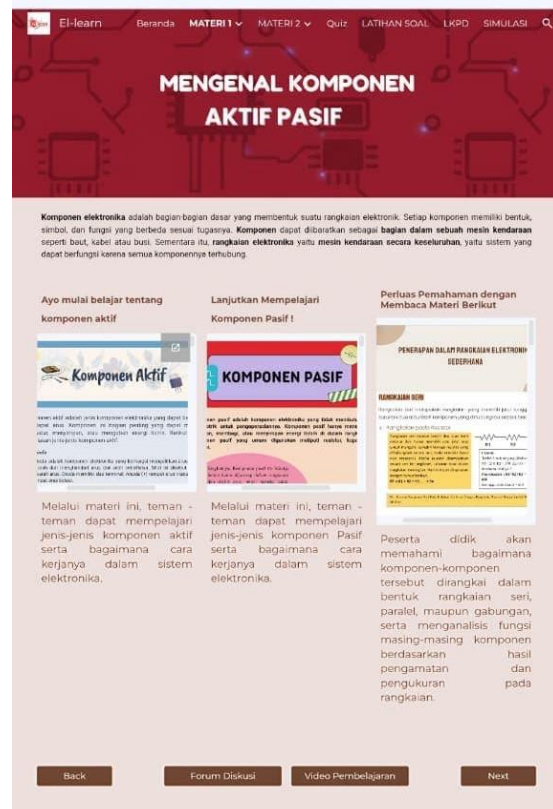 El-learn
Beranda
MATERI 1
MATERI 2
Quiz
LATIHAN SOAL
LKPD
SIMULASI
MENGENAL KOMPONEN
AKTIF PASIF
Komponen elektronika adalah bagian-bagian dasar yang membentuk suatu rangkaian elektronik. Setiap komponen memiliki bentuk,
simbol, dan fungsi yang berbeda sesuai tugasnya. Komponen dapat diibaratkan sebagai bagian dalam sebuah mesin kendaraan
seperti baut, kabel atau busi. Sementara itu, rangkaian elektronika yaitu mesin kendaraan secara keseluruhan, yaitu sistem yang
dapat berfungsi karena semua komponennya terhubung.
Ayo mulai belajar tentang
komponen aktif
Komponen Aktif
Melalui materi ini, teman -
teman dapat mempelajari
jenis-jenis komponen aktif
serta bagaimana cara
kerjanya dalam sistem
elektronika.
Lanjutkan Mempelajari
Komponen Pasif !
KOMPONEN PASIF
Melalui materi ini, teman -
teman dapat mempelajari
jenis-jenis komponen Pasif
serta bagaimana cara
kerjanya dalam sistem
elektronika.
Perluas Pemahaman dengan
Membaca Materi Berikut
PENERAPAN DALAM RANGKAIAN ELEKTRONIK
SEDERHANA
RANGKAIAN SERI
Peserta didik akan
memahami bagaimana
komponen-komponen
tersebut dirangkai dalam
bentuk rangkaian seri,
paralel, maupun gabungan,
serta menganalisis fungsi
masing-masing komponen
berdasarkan hasil
pengamatan dan
pengukuran pada
rangkaian.
Back
Forum Diskusi
Video Pembelajaran
Next